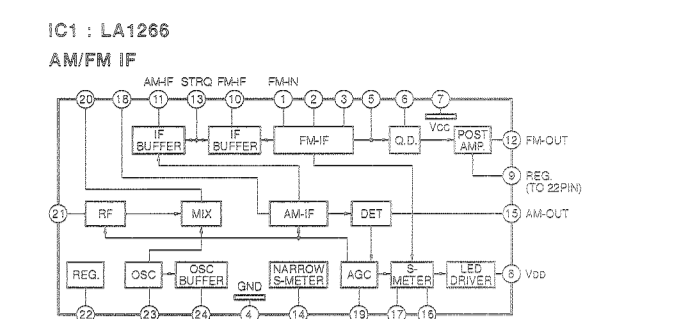 IC1 : LA1266
AM/FM IF
AM-IF STRQ FM-IF FM-IN
20 18 11 13 10 1 2 3 5 6 7
VCC
IF BUFFER
IF BUFFER
FM-IF
Q.D.
POST AMP.
12 FM-OUT
9 REG.
(TO 22PIN)
21 RF MIX AM-IF DET 15 AM-OUT
REG.
OSC
OSC BUFFER
GND
NARROW S-METER
AGC
S-METER
LED DRIVER
8 VDD
22 23 24 4 14 19 17 16